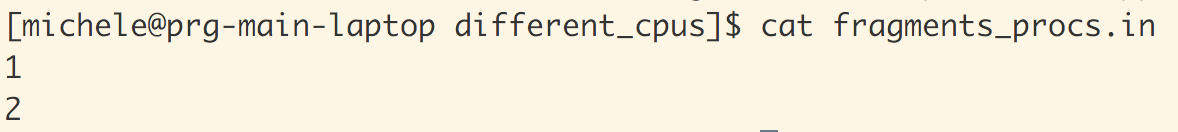 [michele@prg-main-laptop different_cpus]$ cat fragments_procs.in
1
2